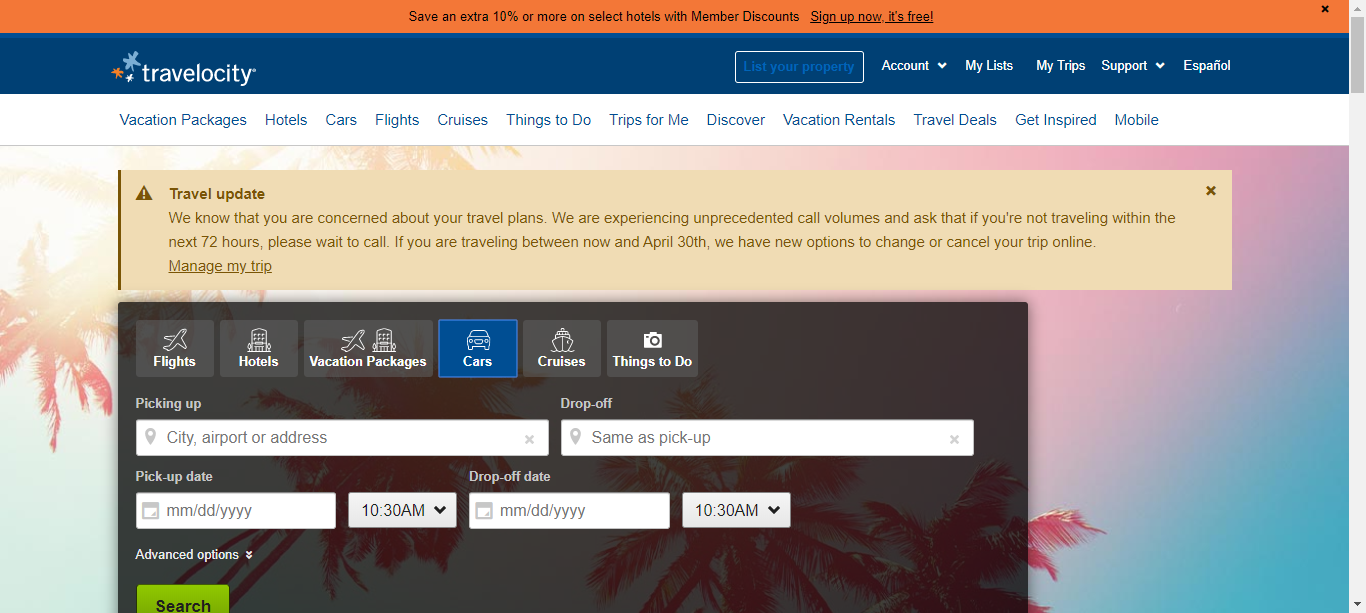 Save an extra 10% or more on select hotels with Member Discounts Sign up now, it's free!
travelocity
List your property Account My Lists My Trips Support Español
Vacation Packages Hotels Cars Flights Cruises Things to Do Trips for Me Discover Vacation Rentals Travel Deals Get Inspired Mobile
Travel update
We know that you are concerned about your travel plans. We are experiencing unprecedented call volumes and ask that if you're not traveling within the
next 72 hours, please wait to call. If you are traveling between now and April 30th, we have new options to change or cancel your trip online.
Manage my trip
Flights Hotels Vacation Packages Cars Cruises Things to Do
Picking up Drop-off
City, airport or address Same as pick-up
Pick-up date Drop-off date
mm/dd/yyyy 10:30AM mm/dd/yyyy 10:30AM
Advanced options
Search